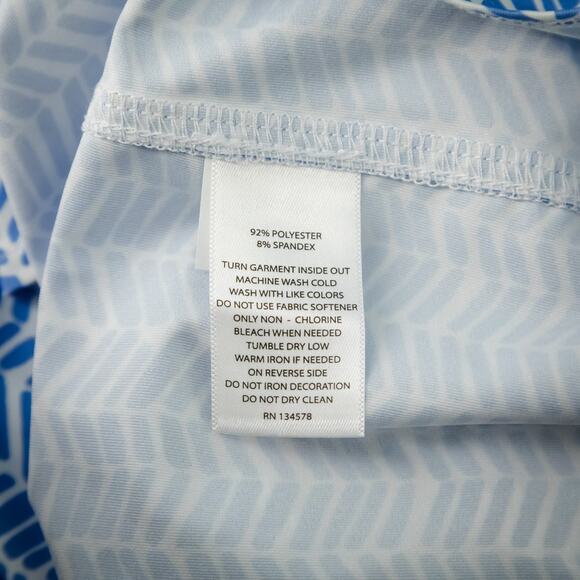 92% POLYESTER
8% SPANDEX
TURN GARMENT INSIDE OUT
MACHINE WASH COLD
WASH WITH LIKE COLORS
DO NOT USE FABRIC SOFTENER
ONLY NON - CHLORINE
BLEACH WHEN NEEDED
TUMBLE DRY LOW
WARM IRON IF NEEDED
ON REVERSE SIDE
DO NOT IRON DECORATION
DO NOT DRY CLEAN
RN 134578